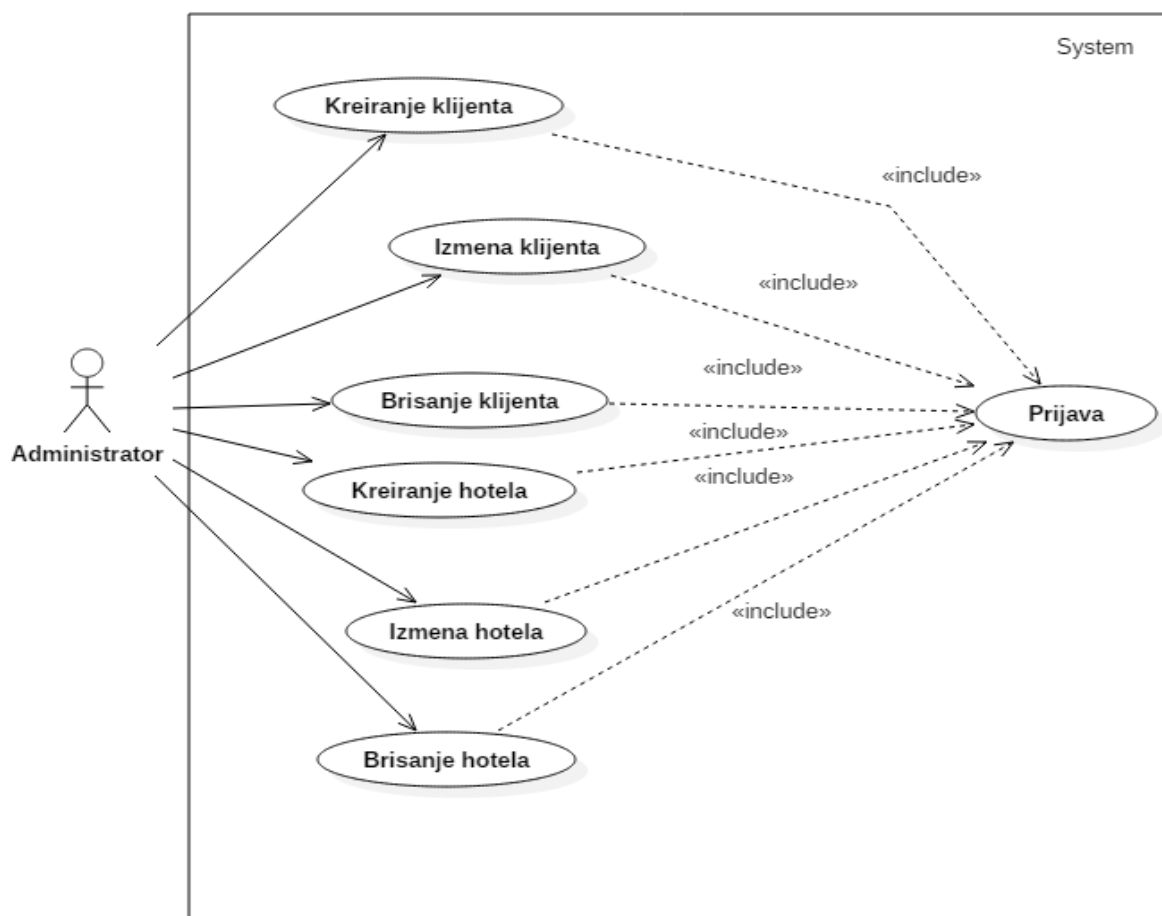 System
Kreiranje klijenta
«include»
Izmena klijenta
«include»
«include»
Brisanje klijenta
Prijava
«include»
Administrator
«include»
Kreiranje hotela
«include»
Izmena hotela
Brisanje hotela